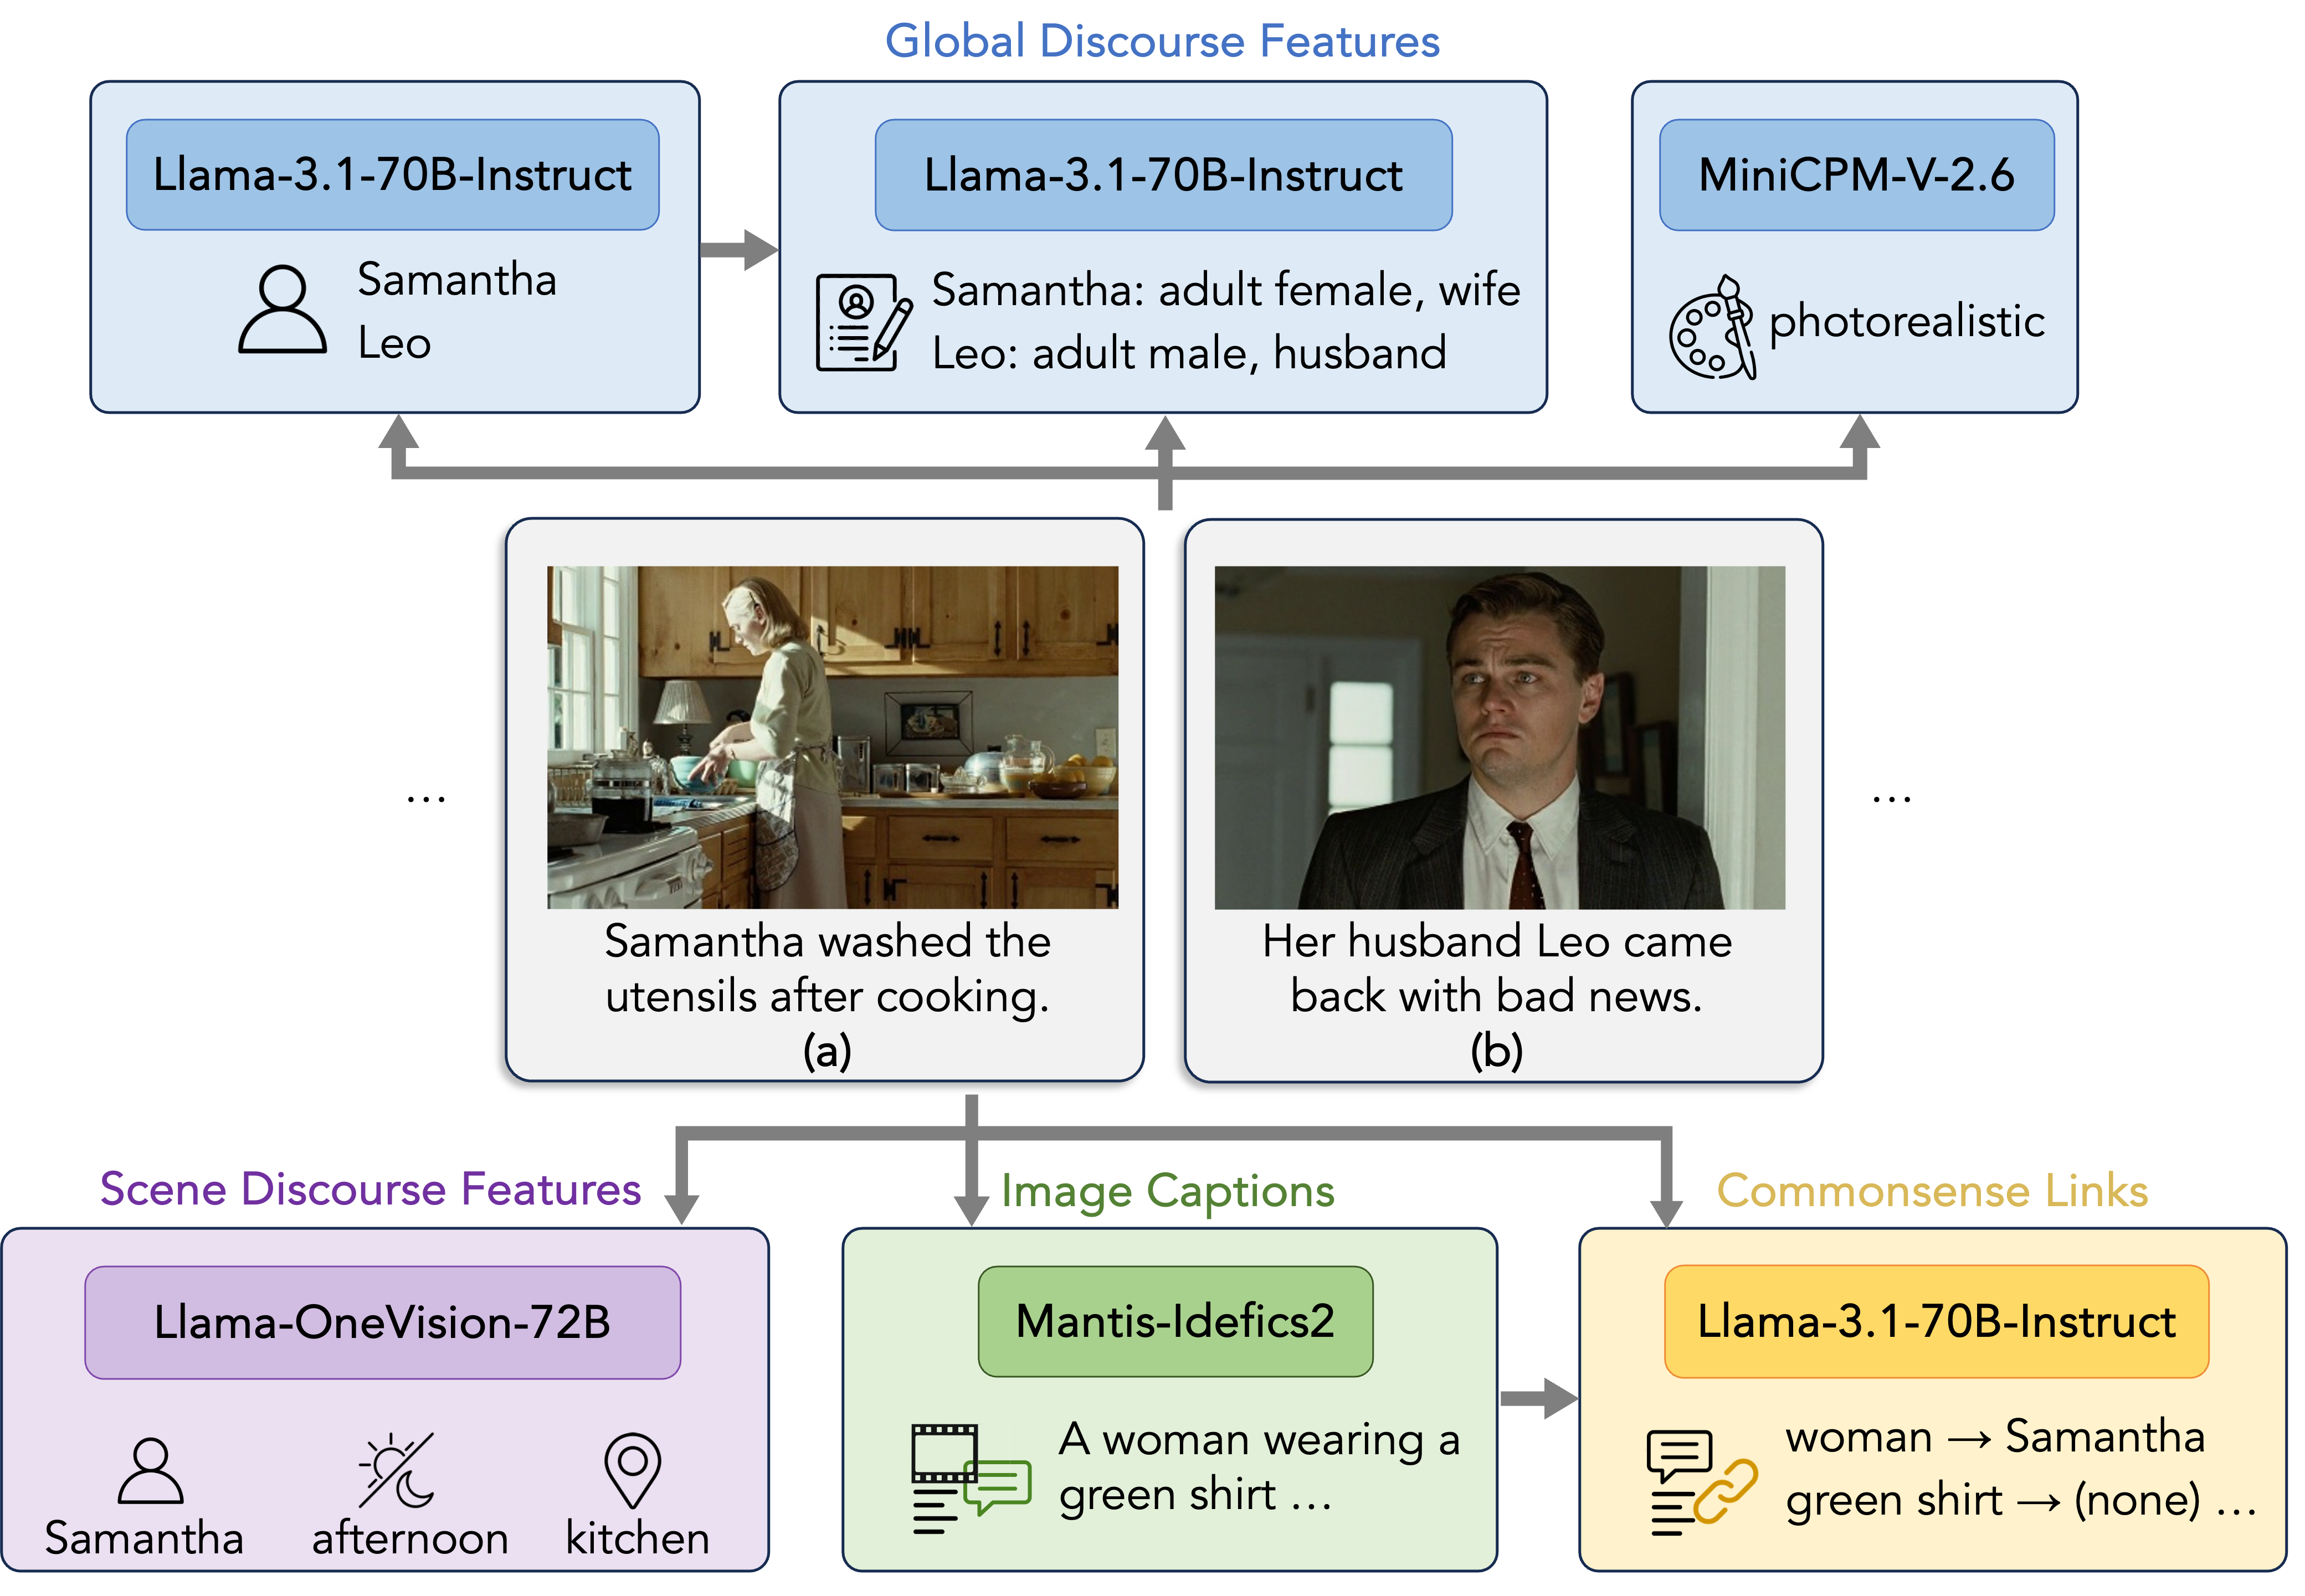 Global Discourse Features
Llama-3.1-70B-Instruct
Samantha
Leo
Llama-3.1-70B-Instruct
Samantha: adult female, wife
Leo: adult male, husband
MiniCPM-V-2.6
photorealistic
...
Samantha washed the
utensils after cooking.
(a)
Her husband Leo came
back with bad news.
(b)
...
Scene Discourse Features
Llama-OneVision-72B
Samantha
afternoon
kitchen
Image Captions
Mantis-Idefics2
A woman wearing a
green shirt ...
Commonsense Links
Llama-3.1-70B-Instruct
woman → Samantha
green shirt → (none) ...